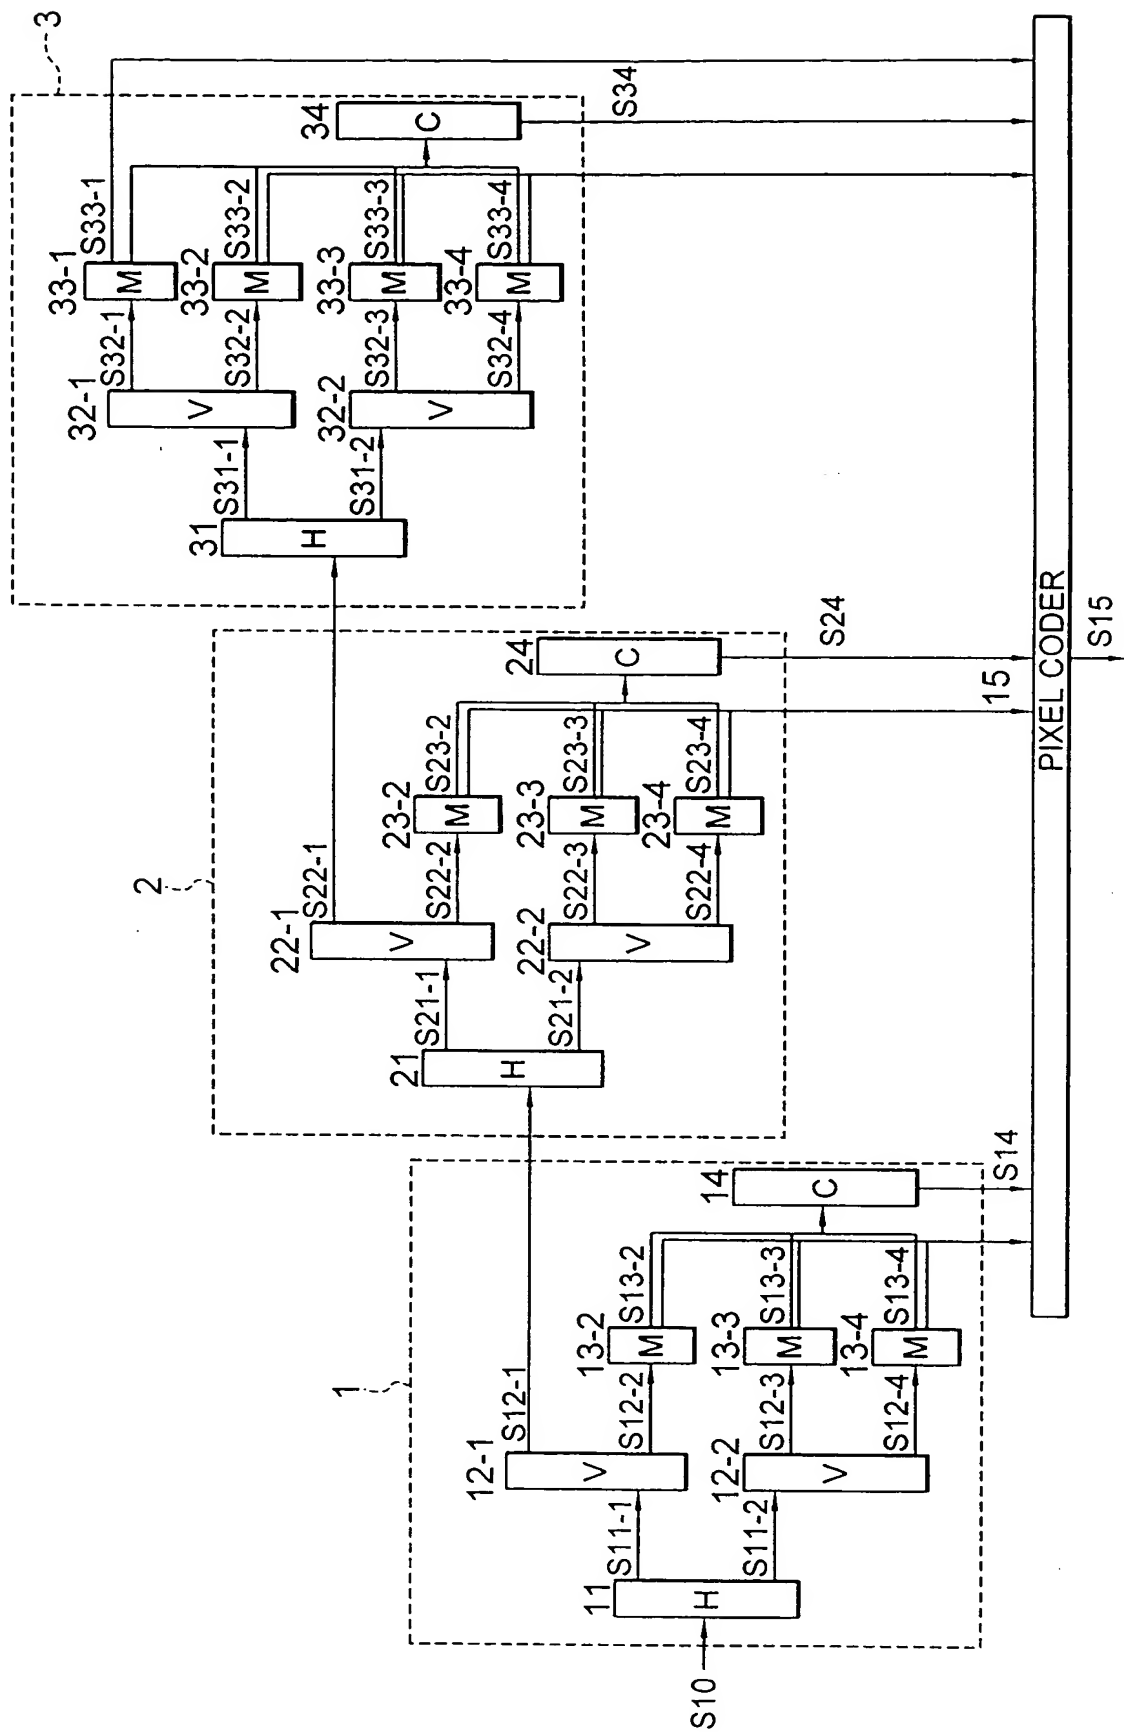 3
33-1
S33-1
32-1
S32-1
M
34
C
S34
33-2
S33-2
V
S32-2
M
31
S31-1
33-3
S33-3
32-2
S32-3
M
H
S31-2
33-4
S33-4
V
S32-4
M
2
22-1
S22-1
23-2
S23-2
24
C
S24
21
S21-1
V
S22-2
M
23-3
S23-3
22-2
S22-3
M
H
S21-2
23-4
S23-4
V
S22-4
M
15
1
12-1
S12-1
13-2
S13-2
14
C
S14
11
S11-1
V
S12-2
M
13-3
S13-3
12-2
S12-3
M
S10
H
S11-2
13-4
S13-4
V
S12-4
M
PIXEL CODER
S15